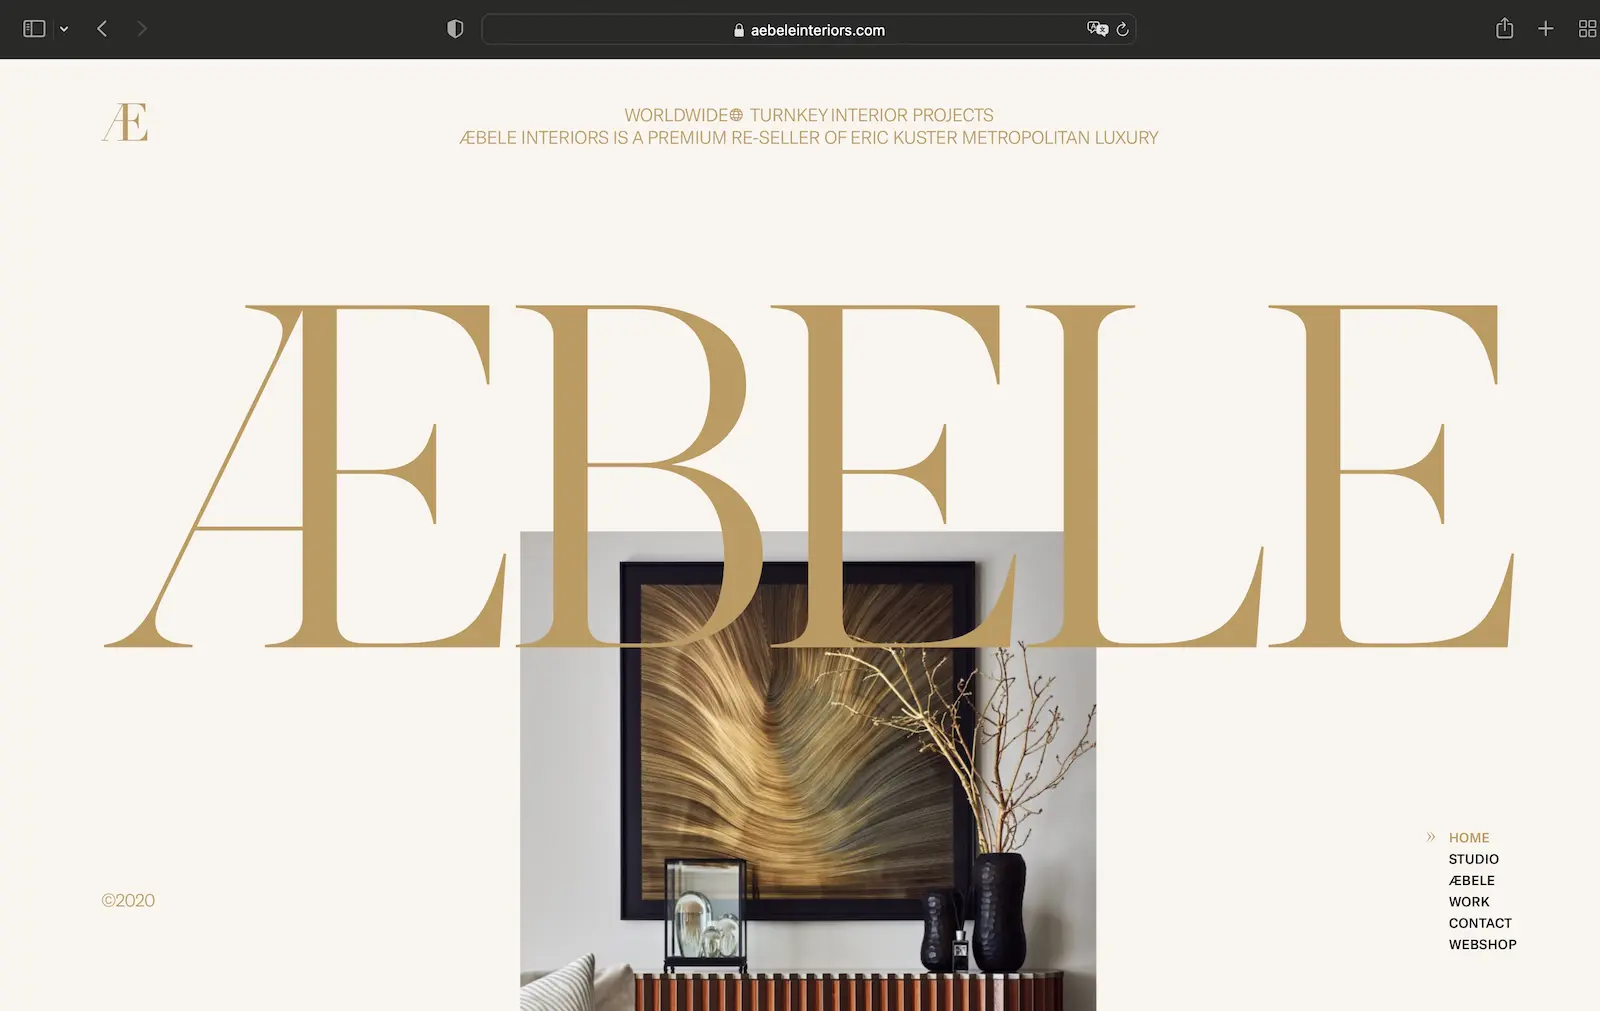 aebeleinteriors.com
Æ
WORLDWIDE TURNKEY INTERIOR PROJECTS
ÆBELE INTERIORS IS A PREMIUM RE-SELLER OF ERIC KUSTER METROPOLITAN LUXURY
ÆBELE
©2020
» HOME
STUDIO
ÆBELE
WORK
CONTACT
WEBSHOP